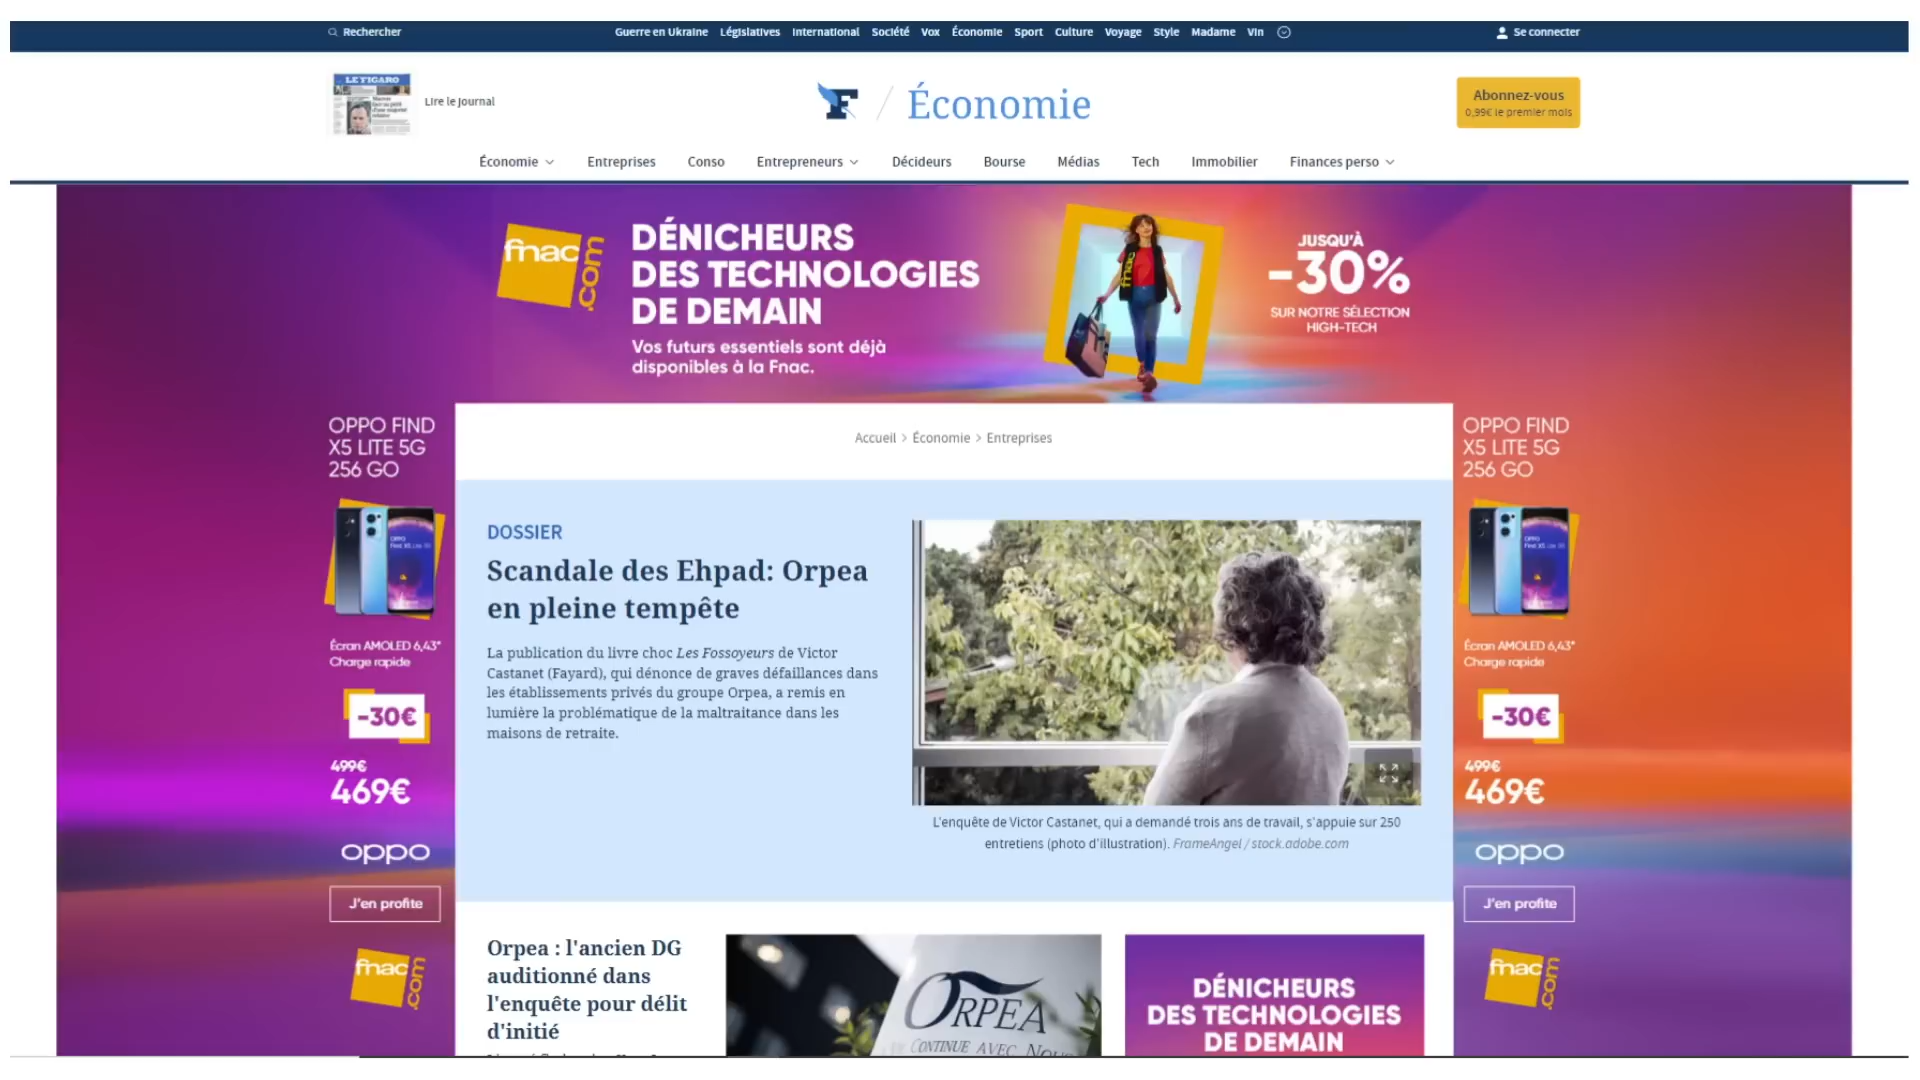 Rechercher
Guerre en Ukraine Législatives International Société Vox Économie Sport Culture Voyage Style Madame Vin
Se connecter
LE FIGARO
Lire le journal
F / Économie
Abonnez-vous
0,99€ le premier mois
Économie Entreprises Conso Entrepreneurs Décideurs Bourse Médias Tech Immobilier Finances perso
fnac.com
DÉNICHEURS
DES TECHNOLOGIES
DE DEMAIN
Vos futurs essentiels sont déjà
disponibles à la Fnac.
fnac
JUSQU'À
-30%
SUR NOTRE SÉLECTION
HIGH-TECH
OPPO FIND
X5 LITE 5G
256 GO
Écran AMOLED 6,43"
Charge rapide
-30€
499€
469€
oppo
J'en profite
fnac.com
Accueil > Économie > Entreprises
DOSSIER
Scandale des Ehpad: Orpea
en pleine tempête
La publication du livre choc Les Fossoyeurs de Victor
Castanet (Fayard), qui dénonce de graves défaillances dans
les établissements privés du groupe Orpea, a remis en
lumière la problématique de la maltraitance dans les
maisons de retraite.
L'enquête de Victor Castanet, qui a demandé trois ans de travail, s'appuie sur 250
entretiens (photo d'illustration). FrameAngel / stock.adobe.com
Orpea : l'ancien DG
auditionné dans
l'enquête pour délit
d'initié
ORPEA
CONTINUE AVEC NOUS
DÉNICHEURS
DES TECHNOLOGIES
DE DEMAIN
OPPO FIND
X5 LITE 5G
256 GO
Écran AMOLED 6,43"
Charge rapide
-30€
499€
469€
oppo
J'en profite
fnac.com